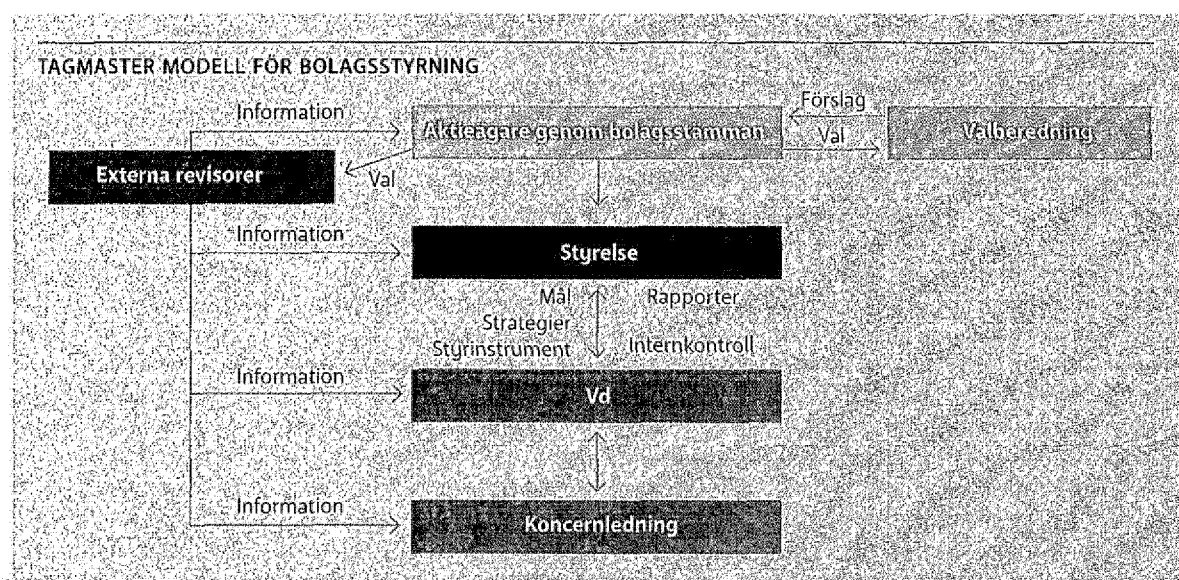 TAGMASTER MODELL FÖR BOLAGSSTYRNING
Information
Aktieägare genom bolagsstämman
Förslag
Val
Valberedning
Externa revisorer
Val
Information
Styrelse
Mål
Strategier
Styrinstrument
Rapporter
Internkontroll
Information
Vd
Information
Koncernledning